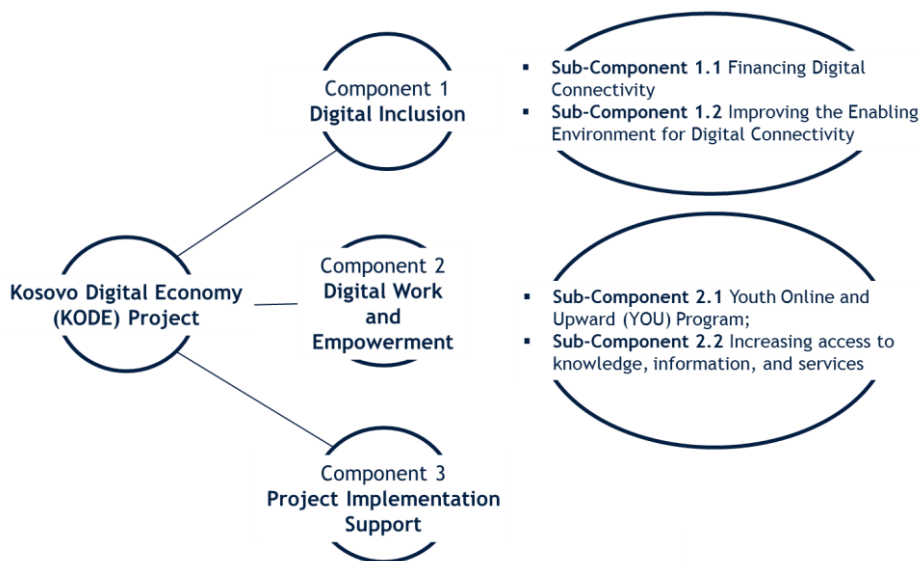 Component 1
Digital Inclusion
▪ Sub-Component 1.1 Financing Digital
Connectivity
▪ Sub-Component 1.2 Improving the Enabling
Environment for Digital Connectivity
Kosovo Digital Economy
(KODE) Project
Component 2
Digital Work
and
Empowerment
▪ Sub-Component 2.1 Youth Online and
Upward (YOU) Program;
▪ Sub-Component 2.2 Increasing access to
knowledge, information, and services
Component 3
Project Implementation
Support